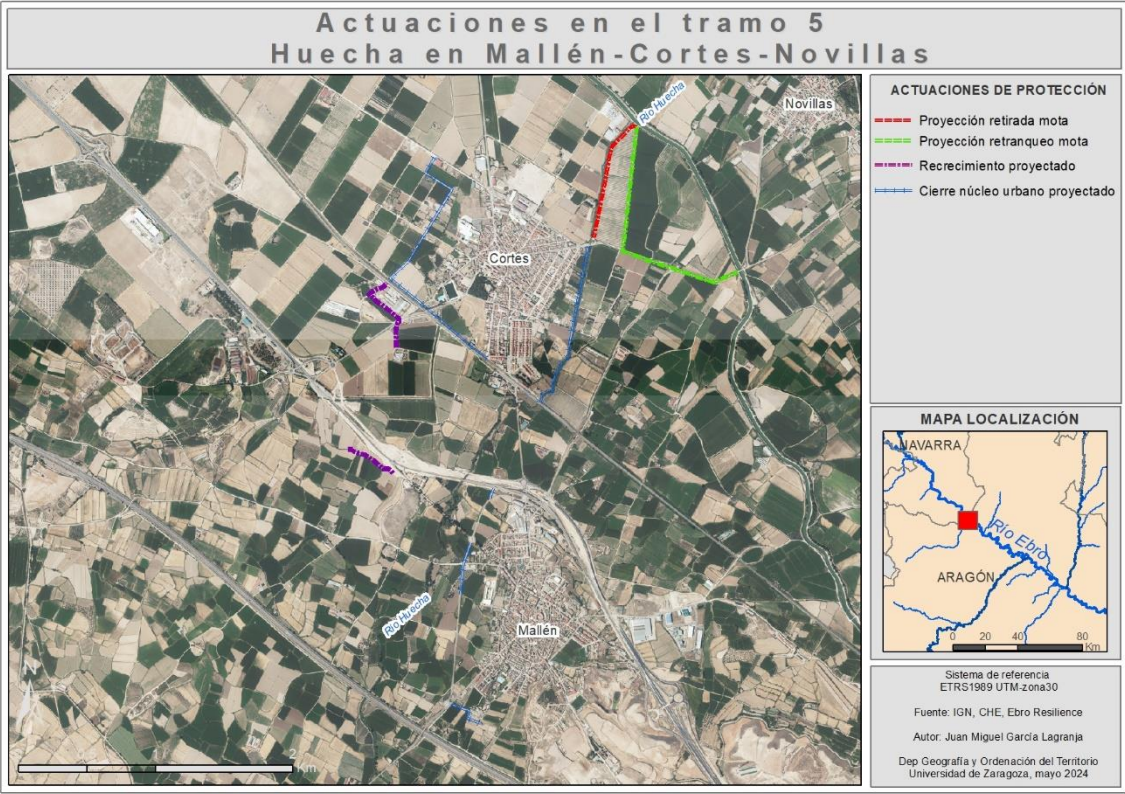 Actuaciones en el tramo 5
Huecha en Mallén-Cortes-Novillas
Río Huecha
Novillas
Cortes
Río Huecha
Mallén
2
Km
ACTUACIONES DE PROTECCIÓN
Proyección retirada mota
Proyección retranqueo mota
Recrecimiento proyectado
Cierre núcleo urbano proyectado
MAPA LOCALIZACIÓN
NAVARRA
Río Ebro
ARAGÓN
0 20 40 80
Km
Sistema de referencia
ETRS1989 UTM-zona30
Fuente: IGN, CHE, Ebro Resilience
Autor: Juan Miguel García Lagranja
Dep Geografía y Ordenación del Territorio
Universidad de Zaragoza, mayo 2024